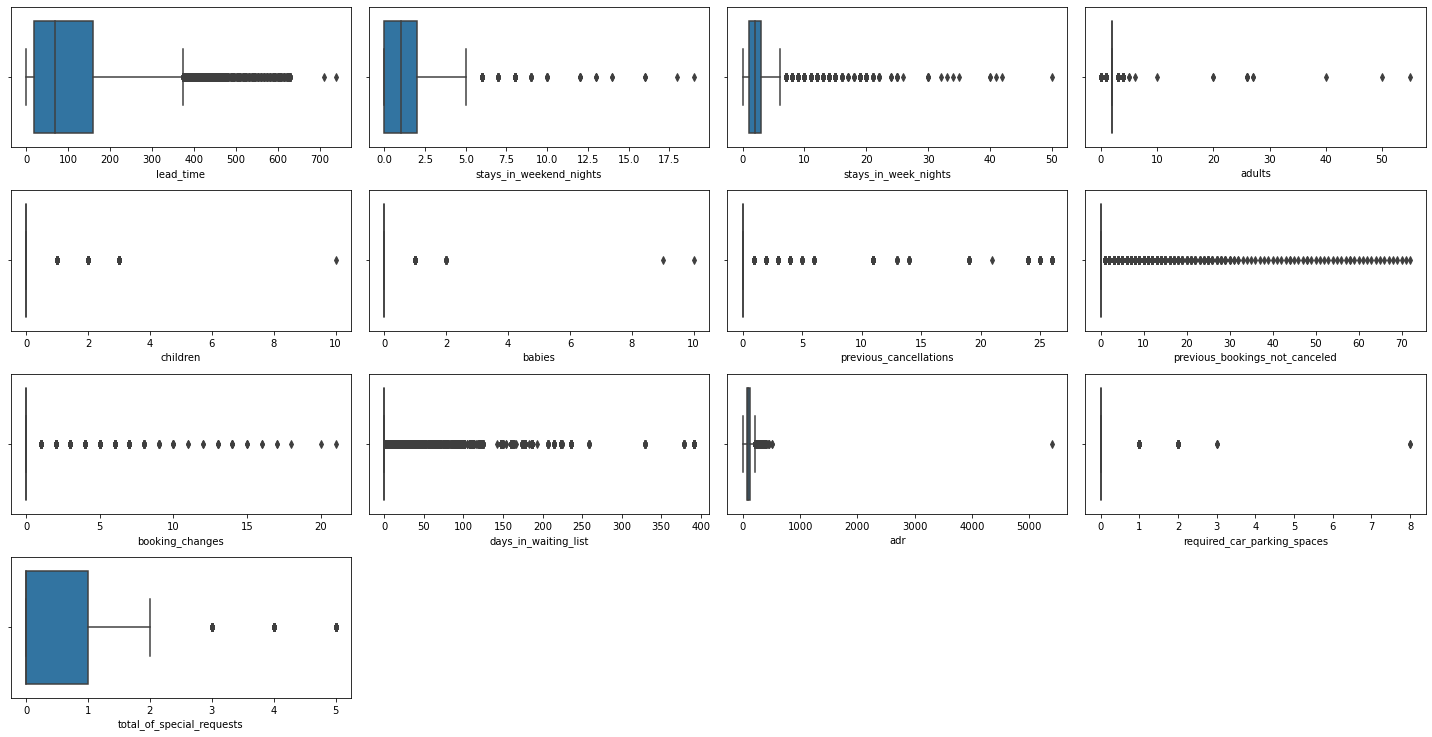 0 100 200 300 400 500 600 700
lead_time
0.0 2.5 5.0 7.5 10.0 12.5 15.0 17.5
stays_in_weekend_nights
0 10 20 30 40 50
stays_in_week_nights
0 10 20 30 40 50
adults
0 2 4 6 8 10
children
0 2 4 6 8 10
babies
0 5 10 15 20 25
previous_cancellations
0 10 20 30 40 50 60 70
previous_bookings_not_canceled
0 5 10 15 20
booking_changes
0 50 100 150 200 250 300 350 400
days_in_waiting_list
0 1000 2000 3000 4000 5000
adr
0 1 2 3 4 5 6 7 8
required_car_parking_spaces
0 1 2 3 4 5
total_of_special_requests